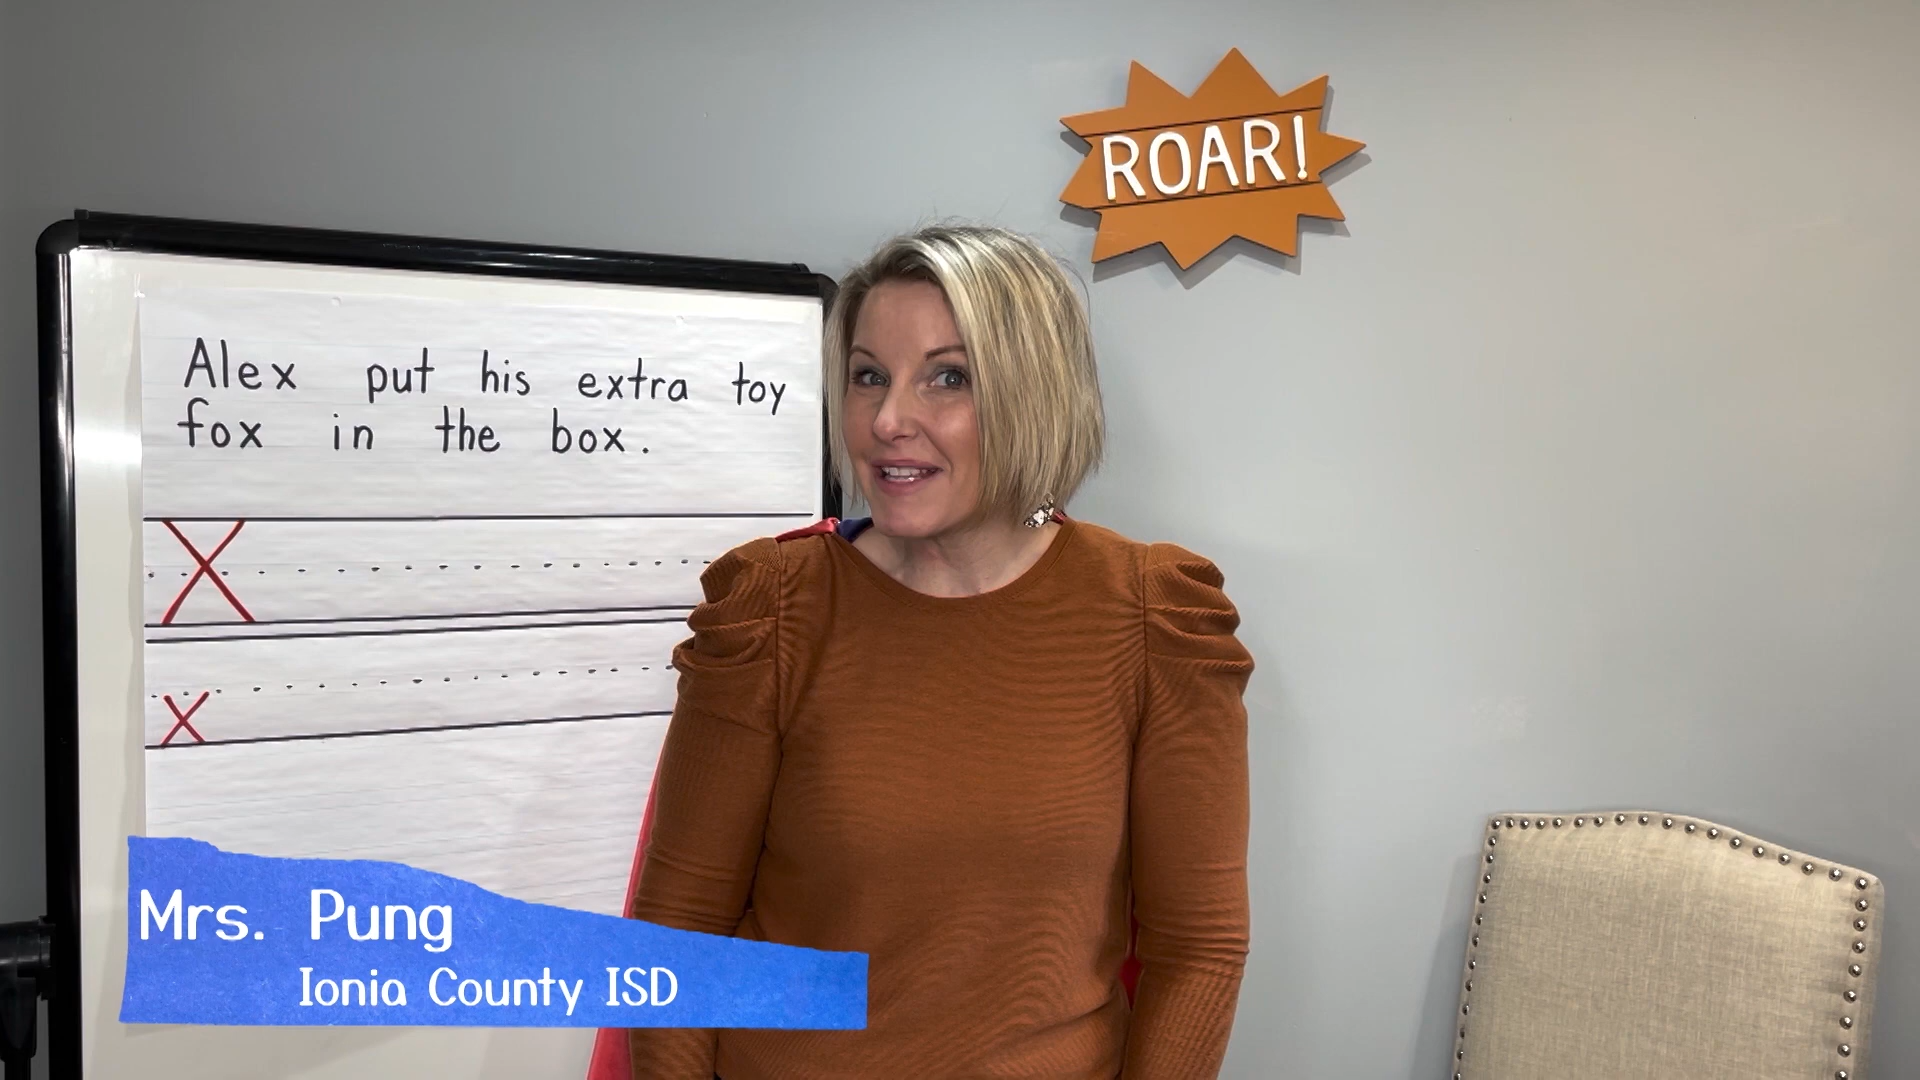 ROAR!
Alex put his extra toy
fox in the box.
X
x
Mrs. Pung
Ionia County ISD